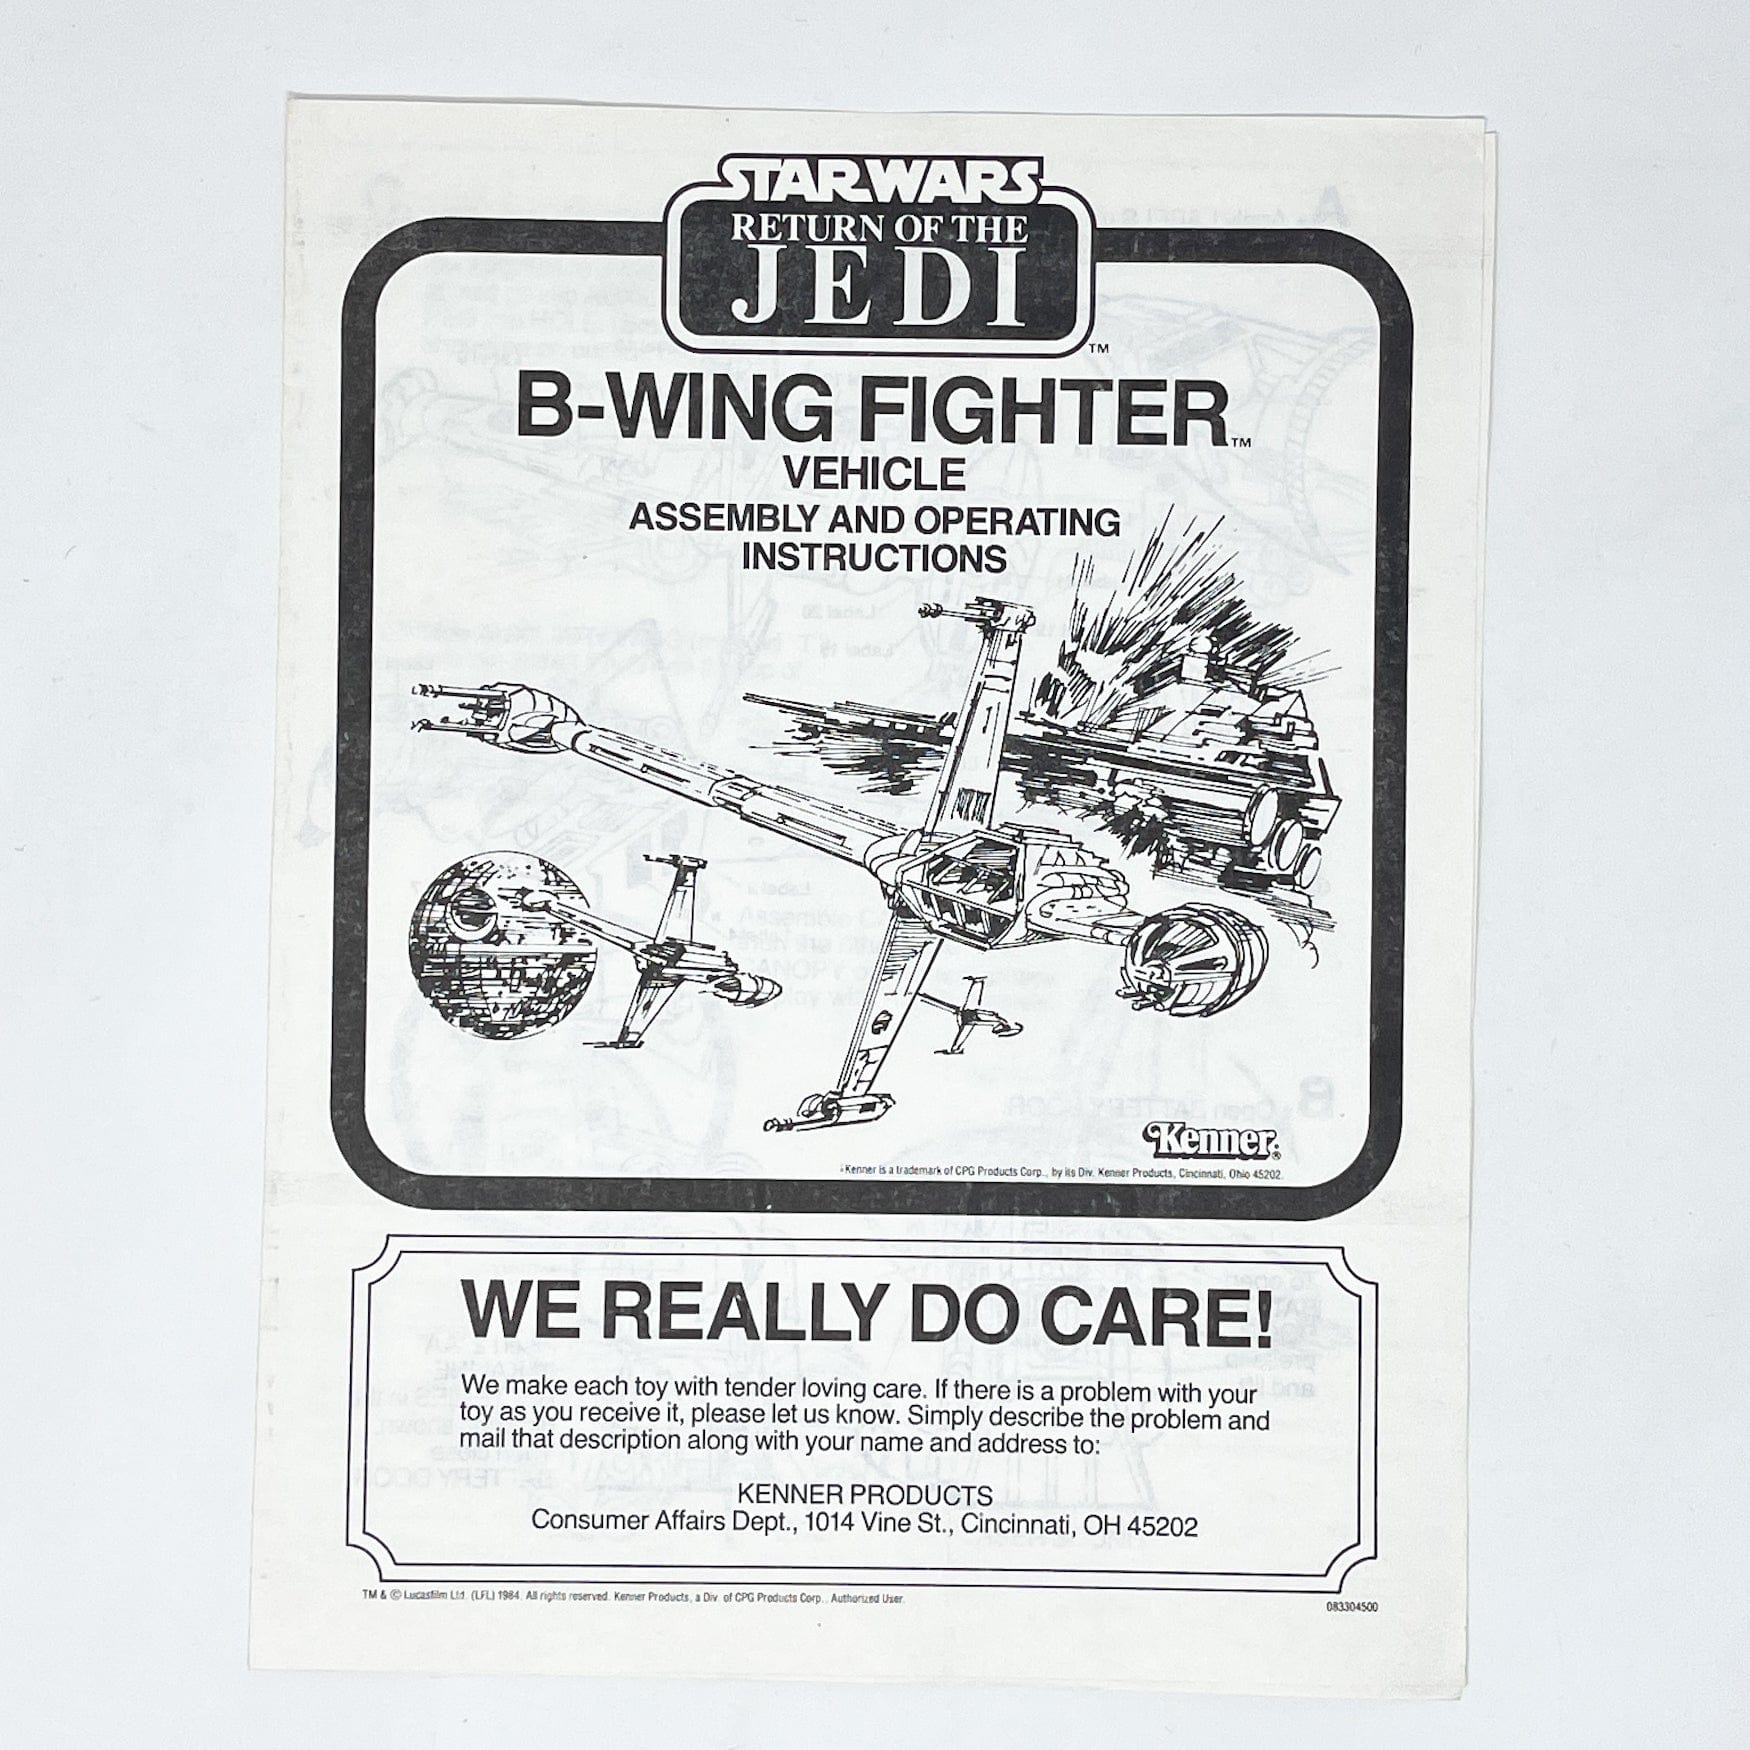 STAR WARS
RETURN OF THE
JEDI
TM
B-WING FIGHTER TM
VEHICLE
ASSEMBLY AND OPERATING
INSTRUCTIONS
Kenner®
Kenner is a trademark of CPG Products Corp., by its Div. Kenner Products, Cincinnati, Ohio 45202.
WE REALLY DO CARE!
We make each toy with tender loving care. If there is a problem with your
toy as you receive it, please let us know. Simply describe the problem and
mail that description along with your name and address to:
KENNER PRODUCTS
Consumer Affairs Dept., 1014 Vine St., Cincinnati, OH 45202
TM & © Lucasfilm Ltd. (LFL) 1984. All rights reserved. Kenner Products, a Div. of CPG Products Corp., Authorized User.
083304500